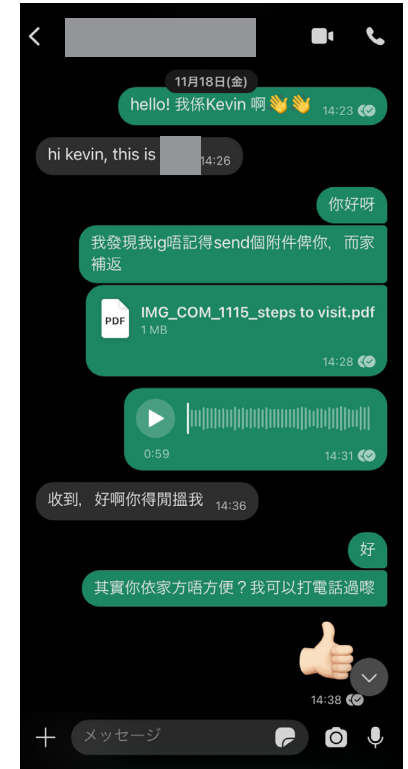 11月18日(金)
hello! 我係Kevin 啊👋👋 14:23
hi kevin, this is 14:26
你好呀
我發現我ig唔記得send個附件俾你，而家
補返
PDF
IMG_COM_1115_steps to visit.pdf
1 MB
14:28
0:59 14:31
收到，好啊你得閒搵我 14:36
好
其實你依家方唔方便？我可以打電話過嚟
👍🏻
14:38
メッセージ